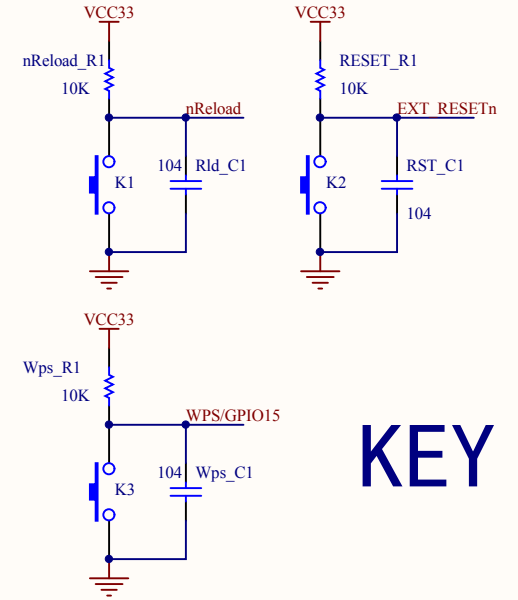 VCC33
nReload_R1
10K
nReload
104 Rld_C1
K1
VCC33
RESET_R1
10K
EXT_RESETn
RST_C1
K2
104
VCC33
Wps_R1
10K
WPS/GPIO15
104 Wps_C1
K3
KEY